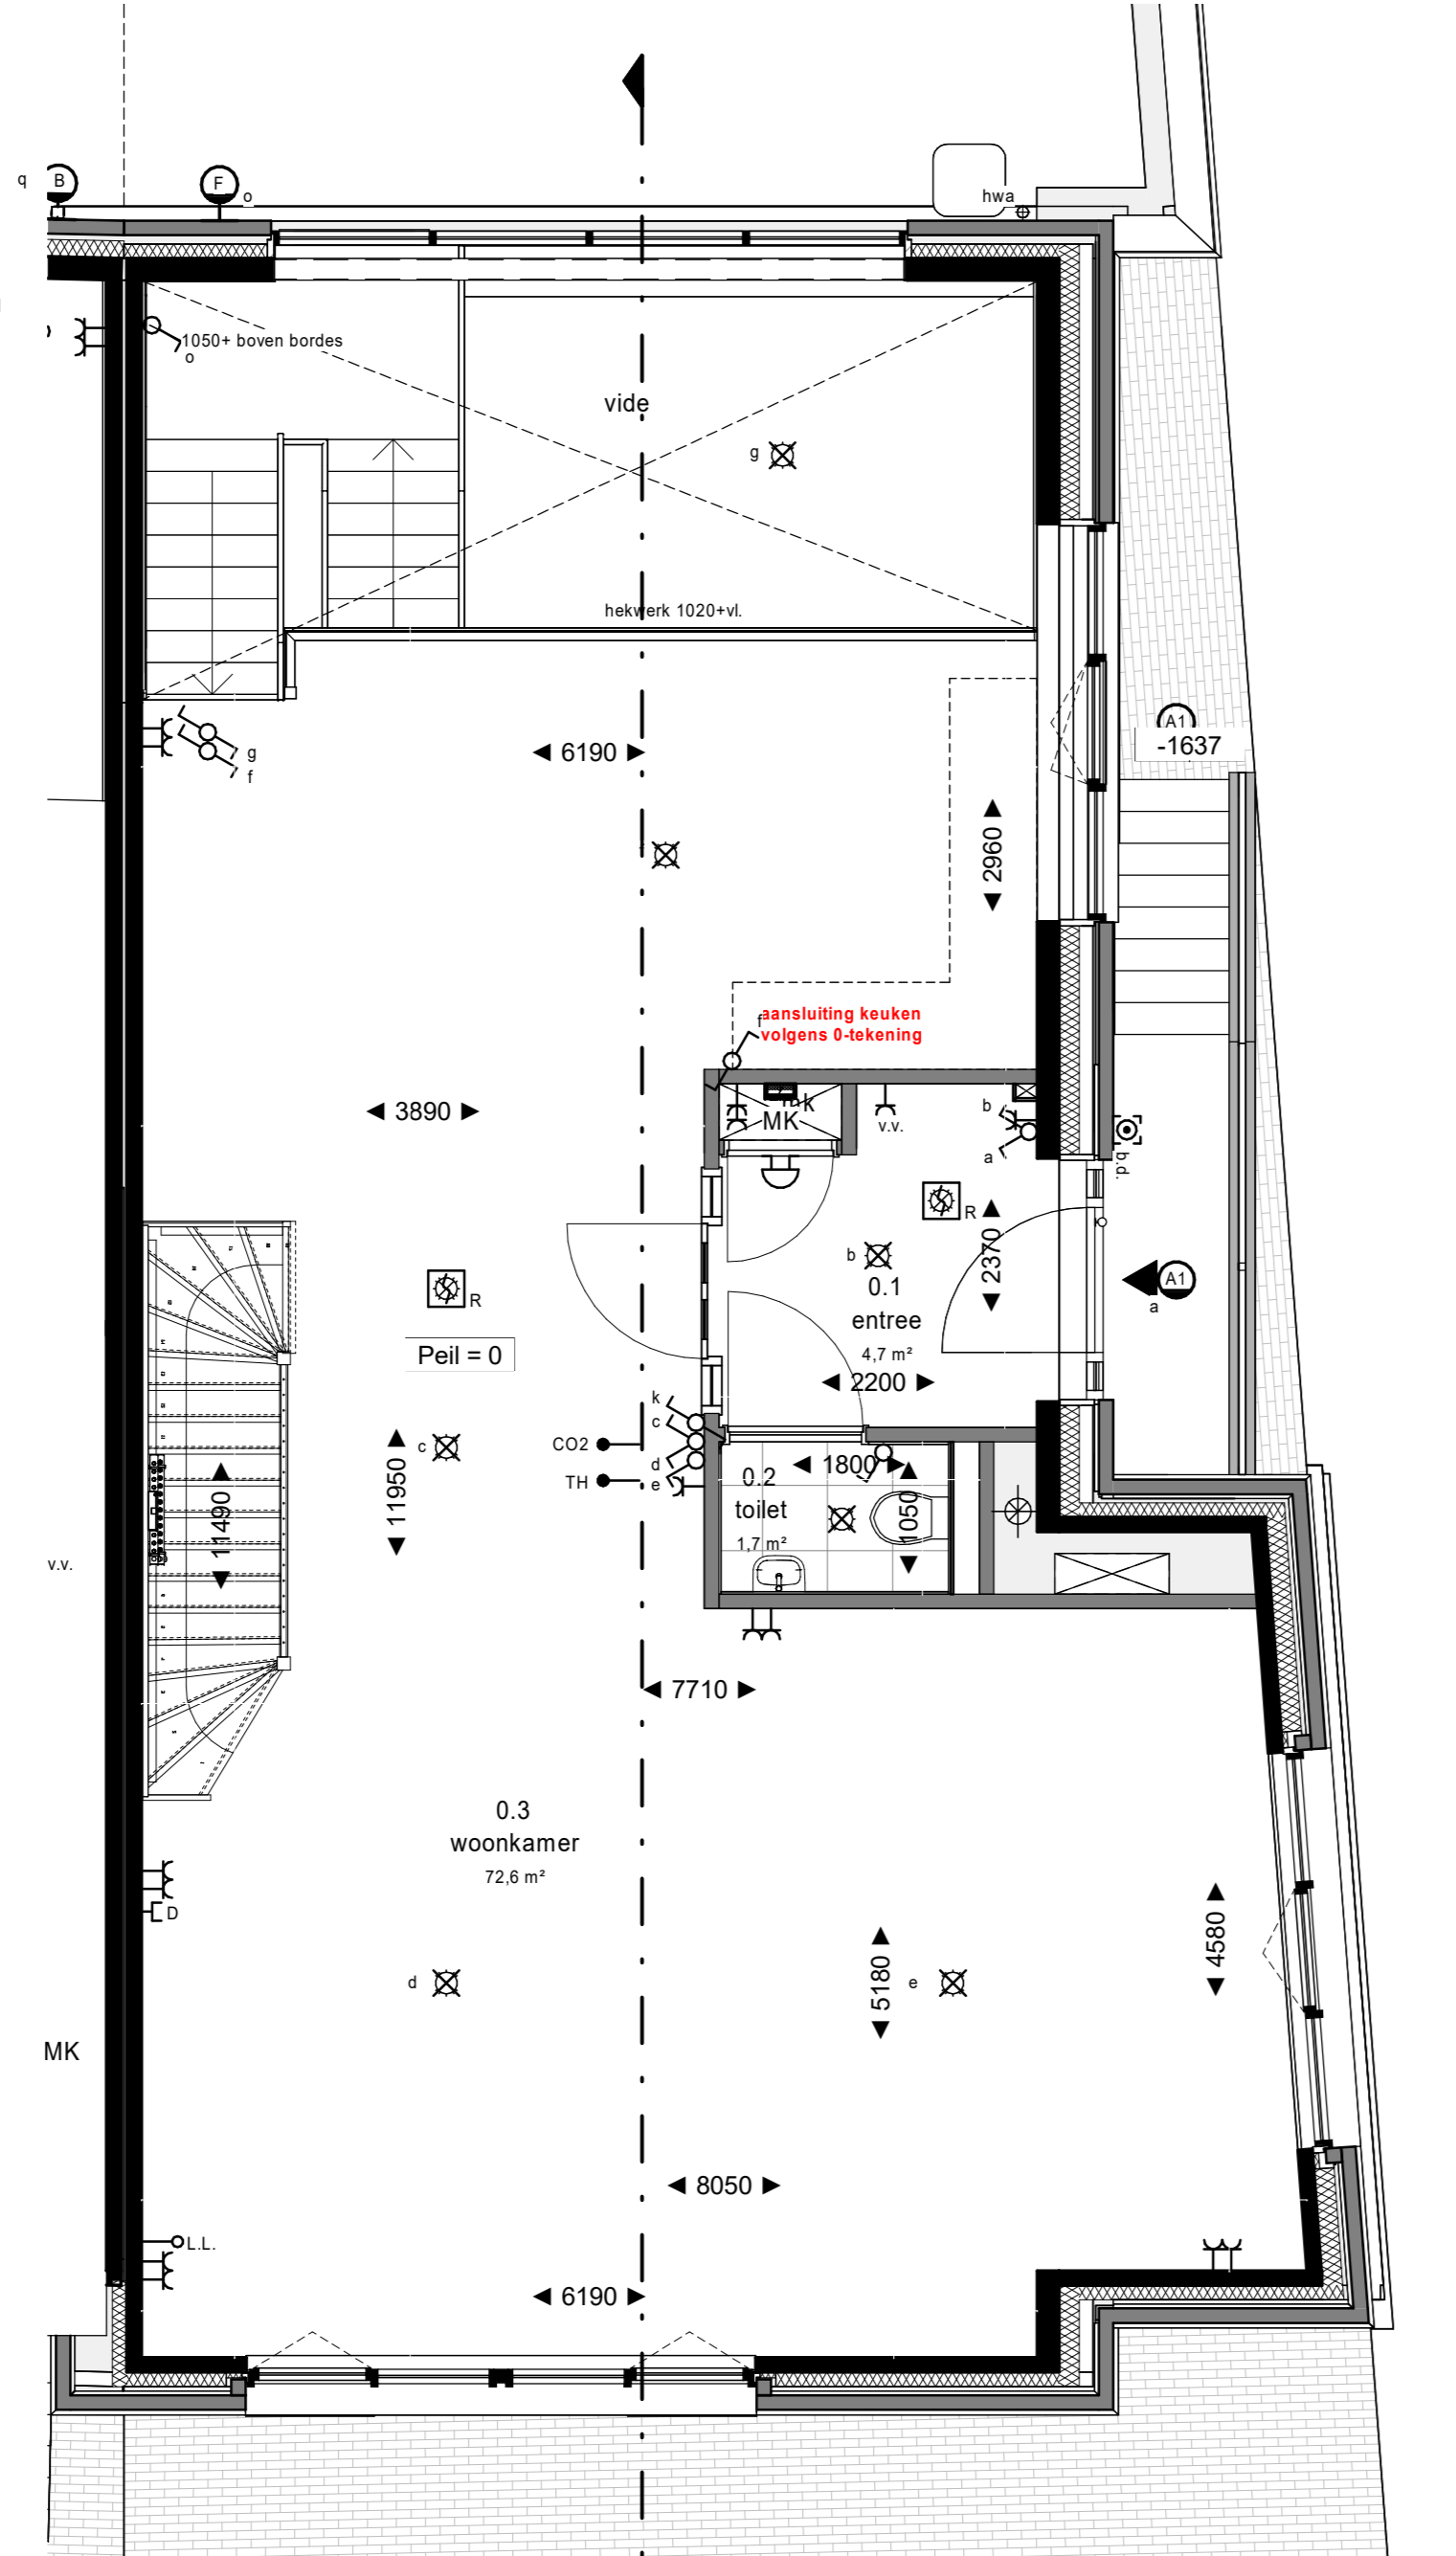 q
B
F
o
hwa
1050+ boven bordes
o
vide
g
hekwerk 1020+vl.
A1
-1637
g
f
6190
2960
f
aansluiting keuken
volgens 0-tekening
3890
mk
MK
v.v.
b
a
b.d.
R
2370
b
0.1
entree
4,7 m²
2200
A1
a
R
Peil = 0
k
c
c
CO2
d
TH
e
11950
11490
1800
0.2
toilet
1050
1,7 m²
v.v.
7710
0.3
woonkamer
72,6 m²
D
4580
5180
d
e
MK
8050
L.L.
6190